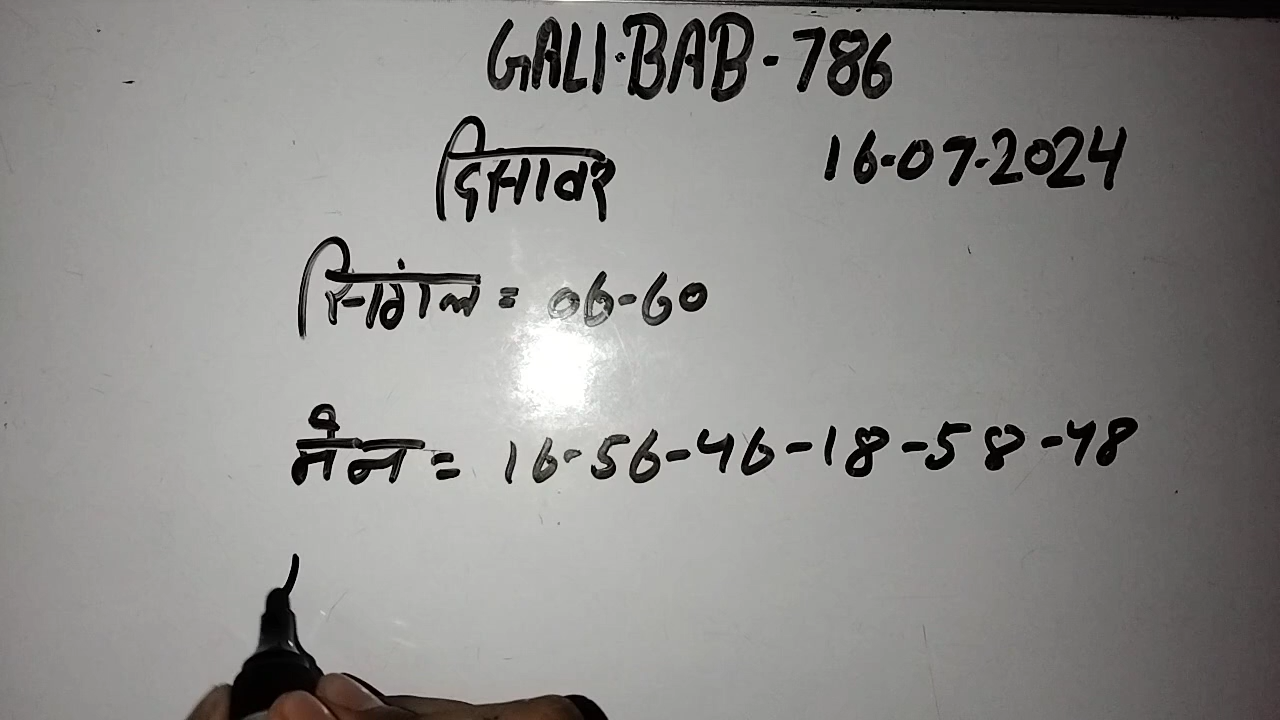 GALI·BAB-786
दिसावर 16-07-2024
सिंगल = 06-60
मेन = 16-56-46-18-58-48